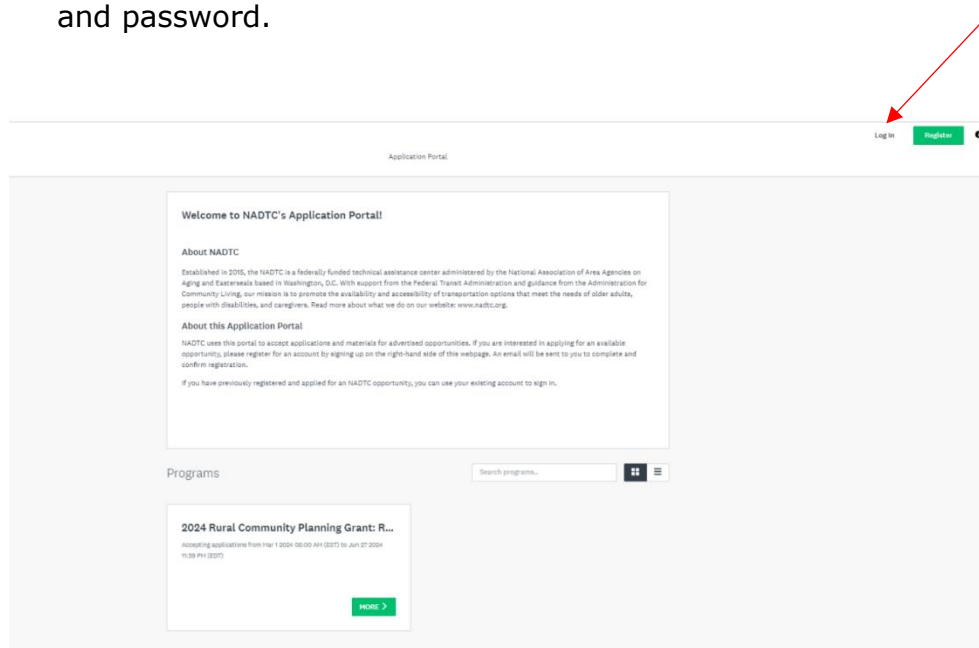 and password.
Log in
Register
Application Portal
Welcome to NADTC's Application Portal!
About NADTC
Established in 2015, the NADTC is a federally funded technical assistance center administered by the National Association of Area Agencies on
Aging and Easterseals based in Washington, D.C. With support from the Federal Transit Administration and guidance from the Administration for
Community Living, our mission is to promote the availability and accessibility of transportation options that meet the needs of older adults,
people with disabilities, and caregivers. Read more about what we do on our website: www.nadtc.org.
About this Application Portal
NADTC uses this portal to accept applications and materials for advertised opportunities. If you are interested in applying for an available
opportunity, please register for an account by signing up on the right-hand side of this webpage. An email will be sent to you to complete and
confirm registration.
If you have previously registered and applied for an NADTC opportunity, you can use your existing account to sign in.
Programs
Search programs..
2024 Rural Community Planning Grant: R...
Accepting applications from Mar 1 2024 08:00 AM (EST) to Jun 27 2024
11:59 PM (EDT)
MORE >